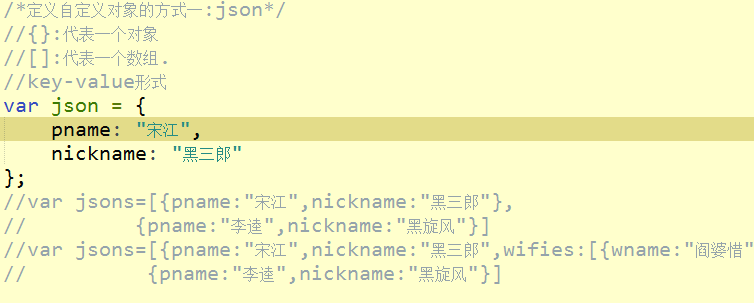 /*定义自定义对象的方式一:json*/
//{}:代表一个对象
//[]:代表一个数组.
//key-value形式
var json = {
    pname: "宋江",
    nickname: "黑三郎"
};
//var jsons=[{pname:"宋江",nickname:"黑三郎"},
//         {pname:"李逵",nickname:"黑旋风"}]
//var jsons=[{pname:"宋江",nickname:"黑三郎",wifies:[{wname:"阎婆惜"
//          {pname:"李逵",nickname:"黑旋风"}]